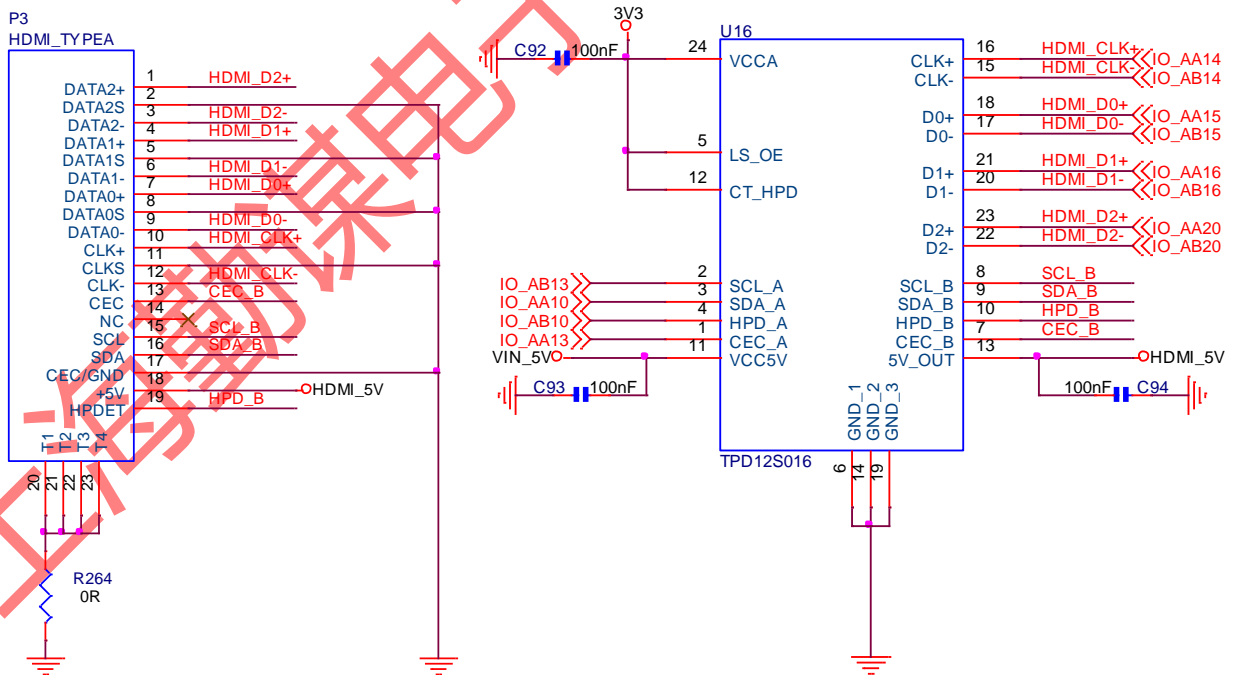 P3
HDMI_TYPEA
1
DATA2+
HDMI_D2+
2
DATA2S
3
DATA2-
HDMI_D2-
4
DATA1+
HDMI_D1+
5
DATA1S
6
DATA1-
HDMI_D1-
7
DATA0+
HDMI_D0+
8
DATA0S
9
DATA0-
HDMI_D0-
10
CLK+
HDMI_CLK+
11
CLKS
12
CLK-
HDMI_CLK-
13
CEC
CEC_B
14
NC
15
SCL
SCL_B
16
SDA
SDA_B
17
CEC/GND
18
+5V
HDMI_5V
19
HPDET
HPD_B
T1
T2
T3
T4
20
21
22
23
R264
0R
3V3
C92
100nF
U16
24
VCCA
5
LS_OE
12
CT_HPD
IO_AB13
2
SCL_A
IO_AA10
3
SDA_A
IO_AB10
4
HPD_A
IO_AA13
1
CEC_A
VIN_5V
11
VCC5V
C93
100nF
16
CLK+
HDMI_CLK+
IO_AA14
15
CLK-
HDMI_CLK-
IO_AB14
18
D0+
HDMI_D0+
IO_AA15
17
D0-
HDMI_D0-
IO_AB15
21
D1+
HDMI_D1+
IO_AA16
20
D1-
HDMI_D1-
IO_AB16
23
D2+
HDMI_D2+
IO_AA20
22
D2-
HDMI_D2-
IO_AB20
8
SCL_B
SCL_B
9
SDA_B
SDA_B
10
HPD_B
HPD_B
7
CEC_B
CEC_B
13
5V_OUT
HDMI_5V
100nF
C94
GND_1
GND_2
GND_3
6
14
19
TPD12S016
海勤谋电